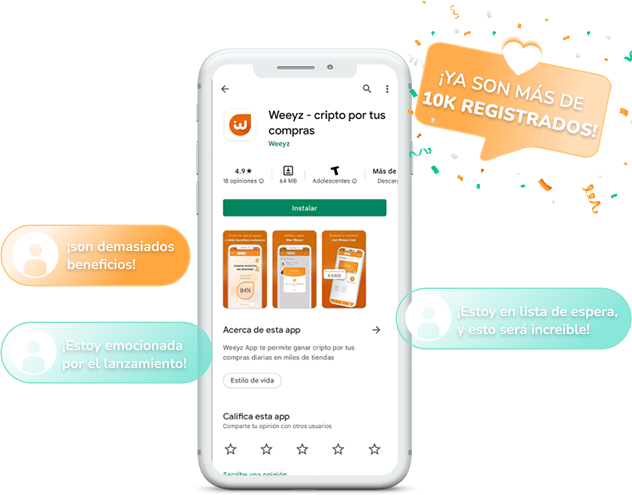 ¡YA SON MÁS DE
10K REGISTRADOS!
Weeyz - cripto por tus
compras
Weeyz
4.9★
18 opiniones
64 MB
T
Adolescentes
Más de
Descar
Instalar
84%
Acerca de esta app
Weeyz App te permite ganar cripto por tus
compras diarias en miles de tiendas
Estilo de vida
Califica esta app
Comparte tu opinión con otros usuarios
Escribe una opinión
¡son demasiados
beneficios!
¡Estoy emocionada
por el lanzamiento!
¡Estoy en lista de espera,
y esto será increible!